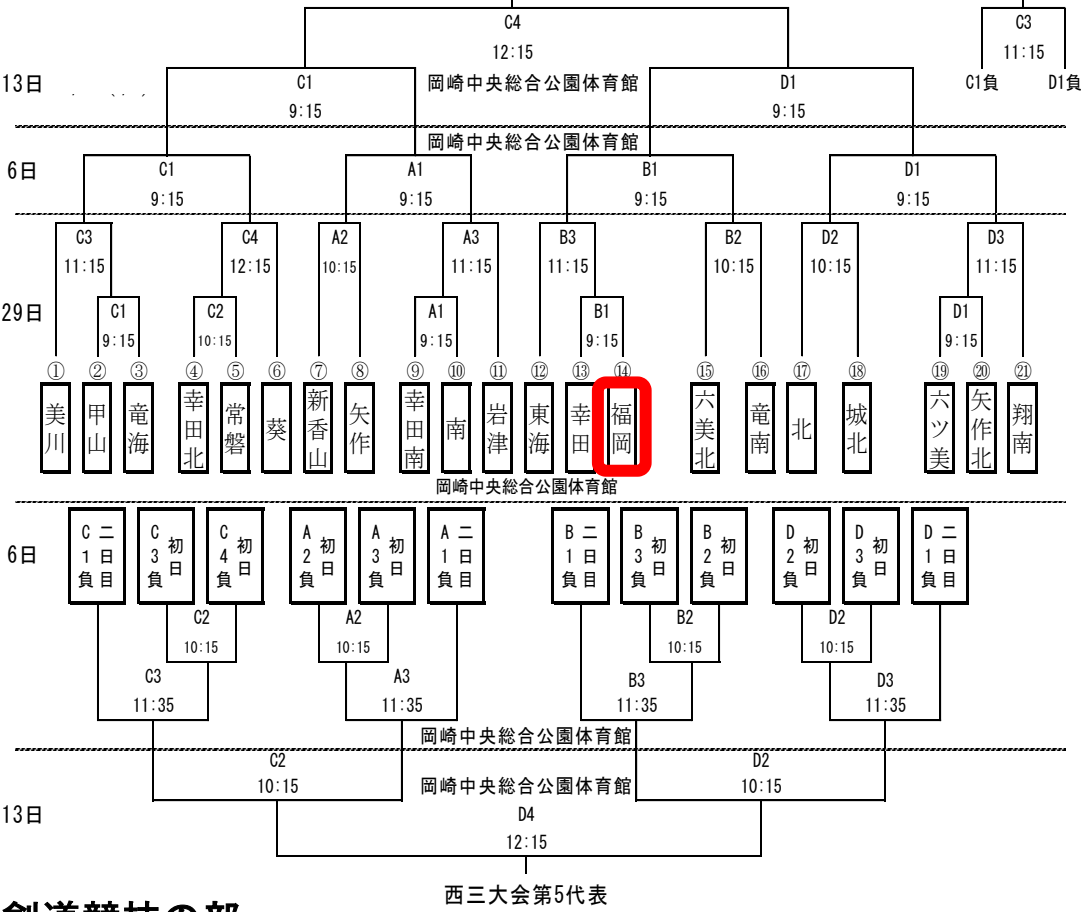 C4
12:15
C3
11:15
C1負 D1負
13日
C1
9:15
岡崎中央総合公園体育館
D1
9:15
岡崎中央総合公園体育館
6日
C1
9:15
A1
9:15
B1
9:15
D1
9:15
C3
11:15
C4
12:15
A2
10:15
A3
11:15
B3
11:15
B2
10:15
D2
10:15
D3
11:15
29日
C1
9:15
C2
10:15
A1
9:15
B1
9:15
D1
9:15
① ② ③ ④ ⑤ ⑥ ⑦ ⑧ ⑨ ⑩ ⑪ ⑫ ⑬ ⑭ ⑮ ⑯ ⑰ ⑱ ⑲ ⑳ ㉑
美川
甲山
竜海
幸田北
常磐
葵
新香山
矢作
幸田南
南
岩津
東海
幸田
福岡
六美北
竜南
北
城北
六ツ美
矢作北
翔南
岡崎中央総合公園体育館
6日
二日目
C1負
初日
C3負
初日
C4負
初日
A2負
初日
A3負
二日目
A1負
二日目
B1負
初日
B3負
初日
B2負
初日
D2負
初日
D3負
二日目
D1負
C2
10:15
A2
10:15
B2
10:15
D2
10:15
C3
11:35
A3
11:35
B3
11:35
D3
11:35
岡崎中央総合公園体育館
C2
10:15
岡崎中央総合公園体育館
D2
10:15
13日
D4
12:15
西三大会第5代表
剣道競技の部